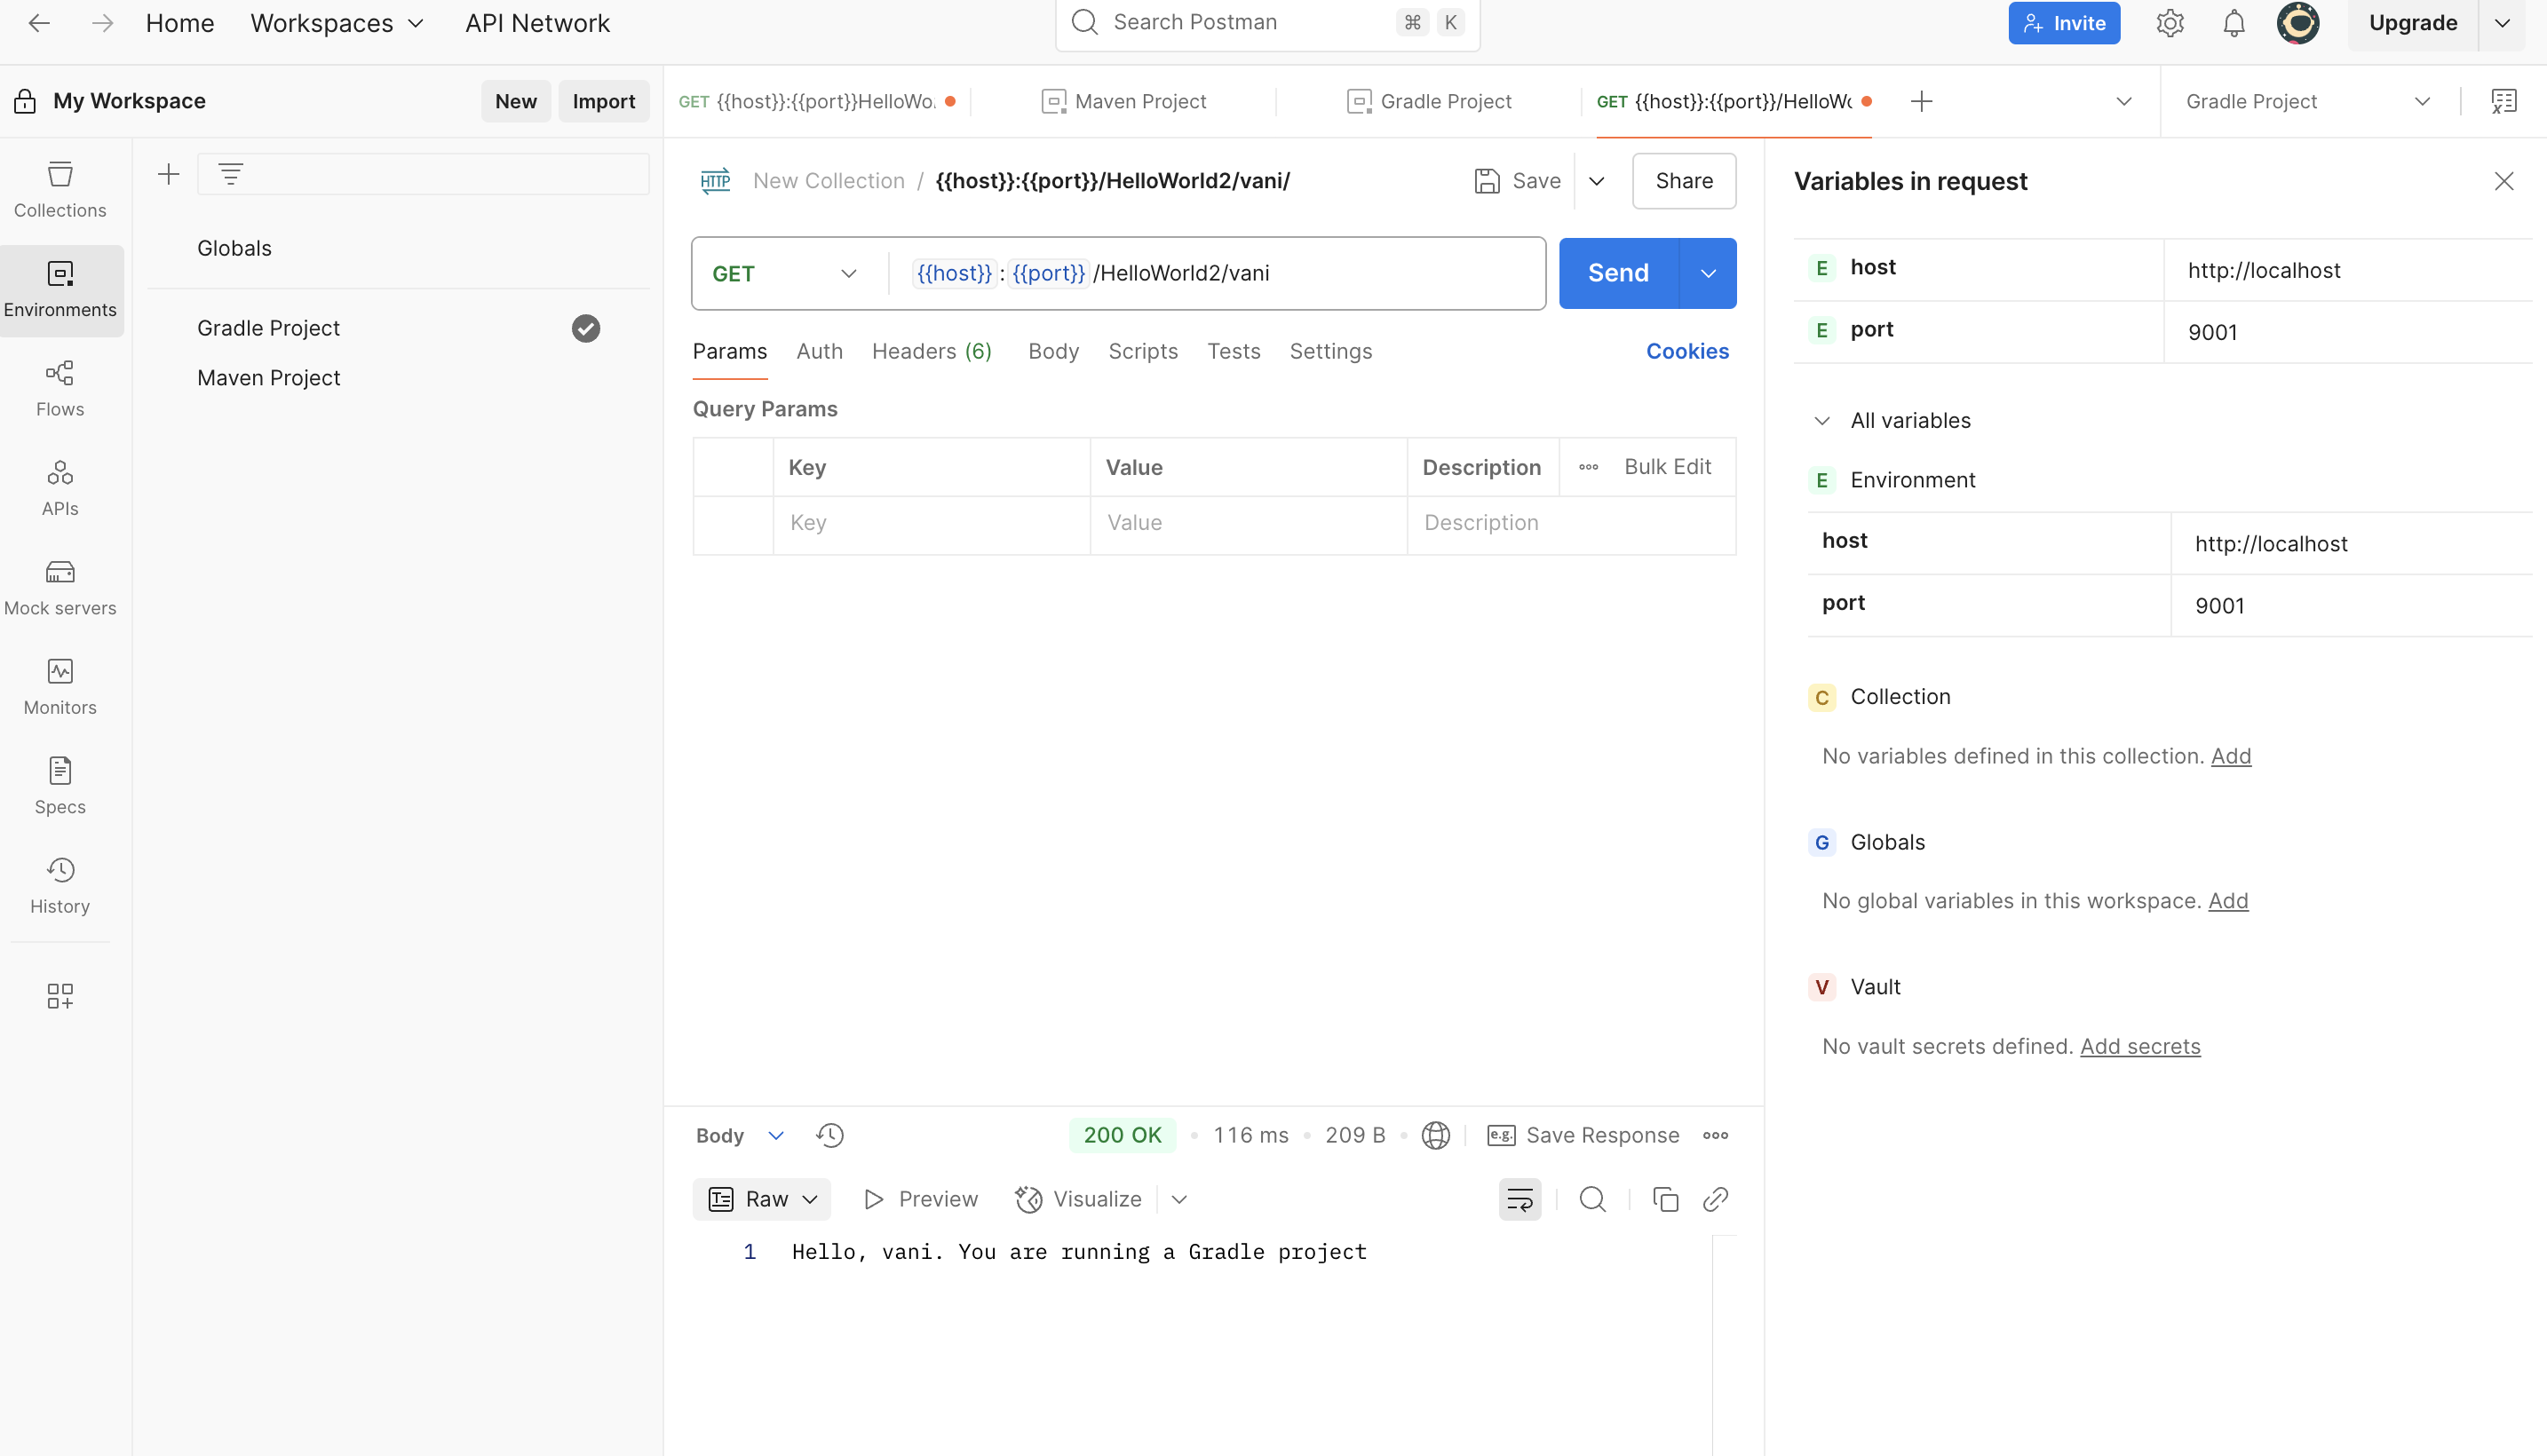 Home Workspaces API Network Search Postman ⌘ K Invite Upgrade
My Workspace New Import
GET {{host}}:{{port}}HelloWo. Maven Project Gradle Project GET {{host}}:{{port}}/HelloWo Gradle Project
Collections
Environments
Flows
APIs
Mock servers
Monitors
Specs
History
Globals
Gradle Project
Maven Project
HTTP New Collection / {{host}}:{{port}}/HelloWorld2/vani/ Save Share
GET {{host}}:{{port}}/HelloWorld2/vani Send
Params Auth Headers (6) Body Scripts Tests Settings Cookies
Query Params
Key Value Description Bulk Edit
Key Value Description
Body 200 OK 116 ms 209 B e.g. Save Response
Raw Preview Visualize
1 Hello, vani. You are running a Gradle project
Variables in request
E host http://localhost
E port 9001
All variables
E Environment
host http://localhost
port 9001
C Collection
No variables defined in this collection. Add
G Globals
No global variables in this workspace. Add
V Vault
No vault secrets defined. Add secrets